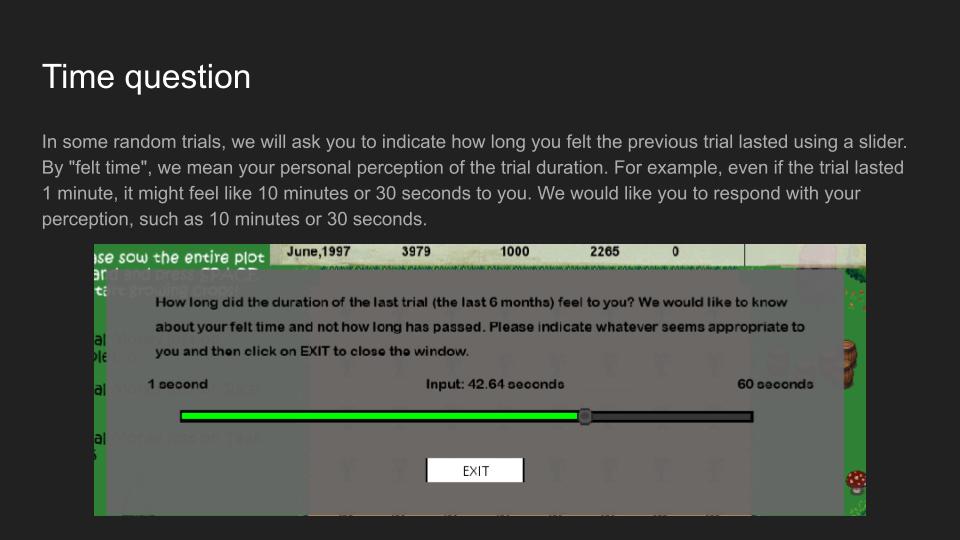 Time question
In some random trials, we will ask you to indicate how long you felt the previous trial lasted using a slider.
By "felt time", we mean your personal perception of the trial duration. For example, even if the trial lasted
1 minute, it might feel like 10 minutes or 30 seconds to you. We would like you to respond with your
perception, such as 10 minutes or 30 seconds.
June,1997 3979 1000 2265 0
ase sow the entire plot
and press SPACE
growing crops!
How long did the duration of the last trial (the last 6 months) feel to you? We would like to know
about your felt time and not how long has passed. Please indicate whatever seems appropriate to
you and then click on EXIT to close the window.
1 second Input: 42.64 seconds 60 seconds
EXIT